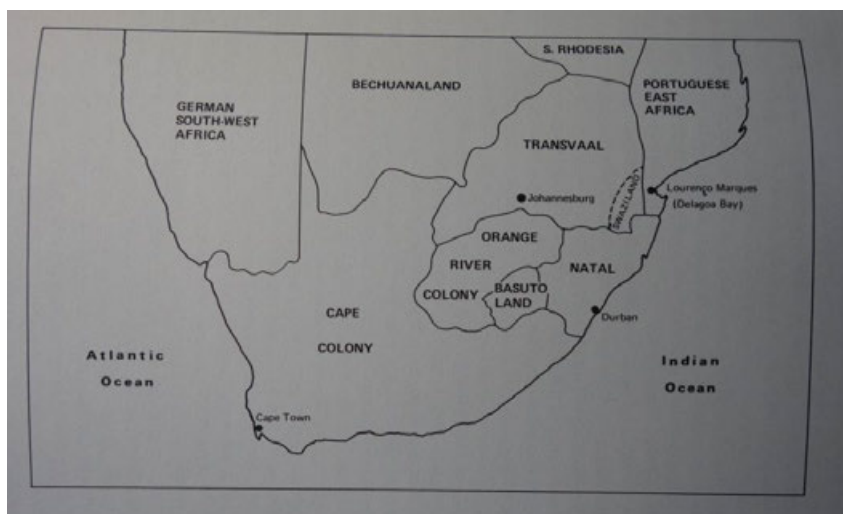 S. RHODESIA
BECHUANALAND
PORTUGUESE
EAST
AFRICA
GERMAN
SOUTH-WEST
AFRICA
TRANSVAAL
SWAZILAND
Johannesburg
Lourenço Marques
(Delagoa Bay)
ORANGE
RIVER
COLONY
NATAL
BASUTO
LAND
CAPE
COLONY
Durban
Atlantic
Ocean
Indian
Ocean
Cape Town